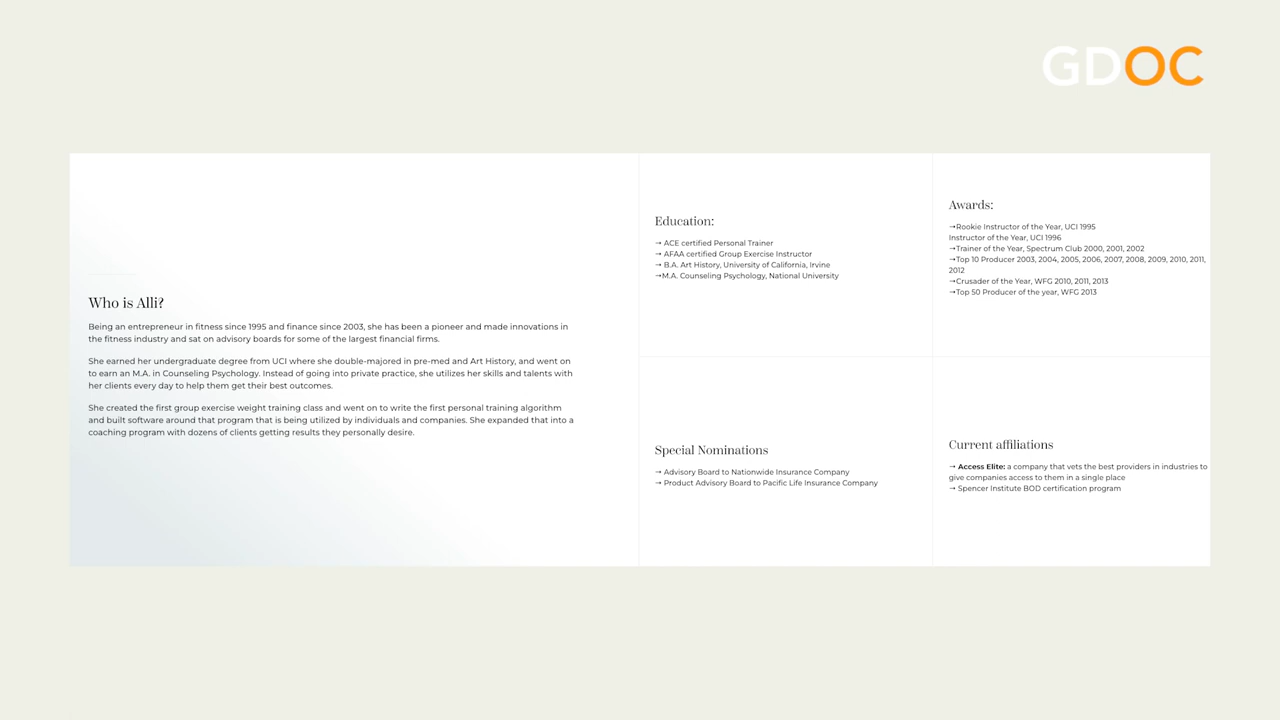 GDOC
Who is Alli?
Being an entrepreneur in fitness since 1995 and finance since 2003, she has been a pioneer and made innovations in
the fitness industry and sat on advisory boards for some of the largest financial firms.
She earned her undergraduate degree from UCI where she double-majored in pre-med and Art History, and went on
to earn an M.A. in Counseling Psychology. Instead of going into private practice, she utilizes her skills and talents with
her clients every day to help them get their best outcomes.
She created the first group exercise weight training class and went on to write the first personal training algorithm
and built software around that program that is being utilized by individuals and companies. She expanded that into a
coaching program with dozens of clients getting results they personally desire.
Education:
→ ACE certified Personal Trainer
→ AFAA certified Group Exercise Instructor
→ B.A. Art History, University of California, Irvine
→M.A. Counseling Psychology, National University
Awards:
→Rookie Instructor of the Year, UCI 1995
Instructor of the Year, UCI 1996
→Trainer of the Year, Spectrum Club 2000, 2001, 2002
→Top 10 Producer 2003, 2004, 2005, 2006, 2007, 2008, 2009, 2010, 2011,
2012
→Crusader of the Year, WFG 2010, 2011, 2013
→Top 50 Producer of the year, WFG 2013
Special Nominations
→ Advisory Board to Nationwide Insurance Company
→ Product Advisory Board to Pacific Life Insurance Company
Current affiliations
→ Access Elite: a company that vets the best providers in industries to
give companies access to them in a single place
→ Spencer Institute BOD certification program